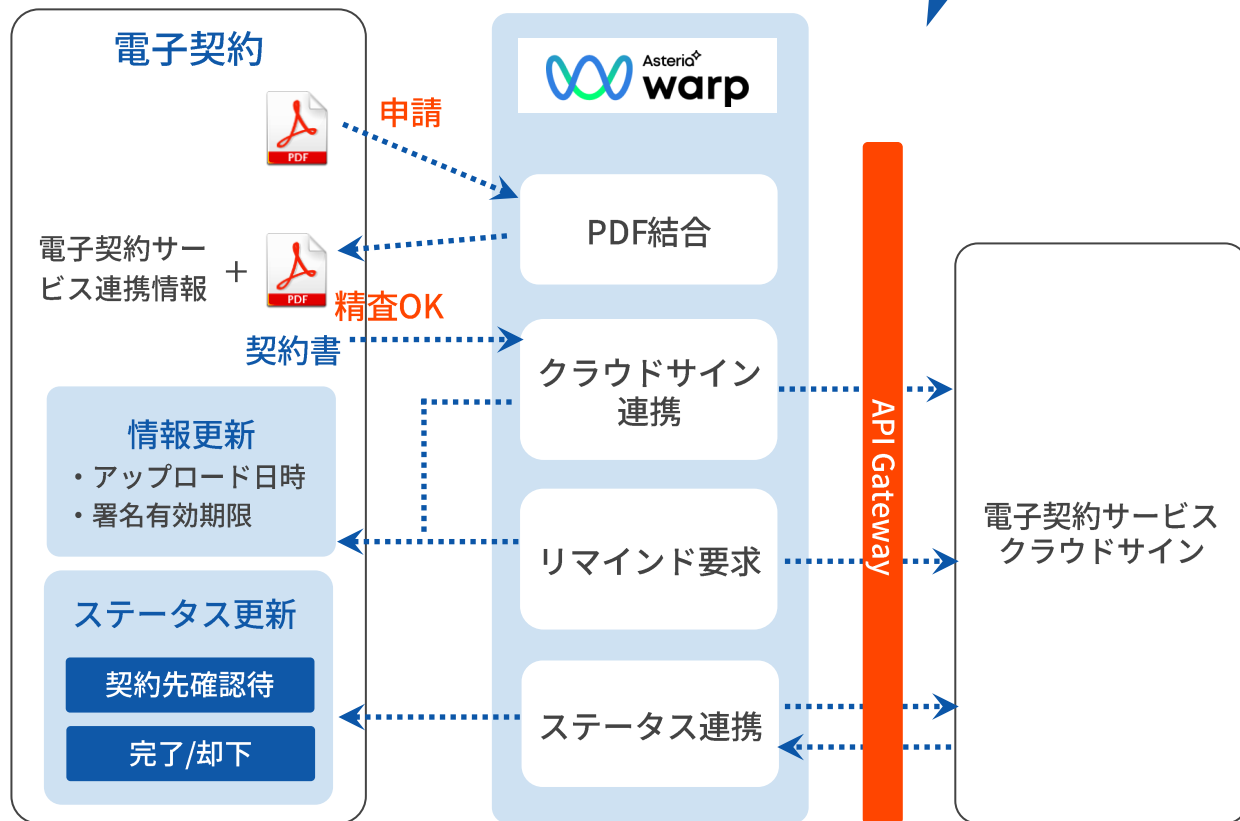 電子契約
PDF
申請
電子契約サー
ビス連携情報
+
PDF
精査OK
契約書
情報更新
・アップロード日時
・署名有効期限
ステータス更新
契約先確認待
完了/却下
Asteria
warp
PDF結合
クラウドサイン
連携
リマインド要求
ステータス連携
API Gateway
電子契約サービス
クラウドサイン